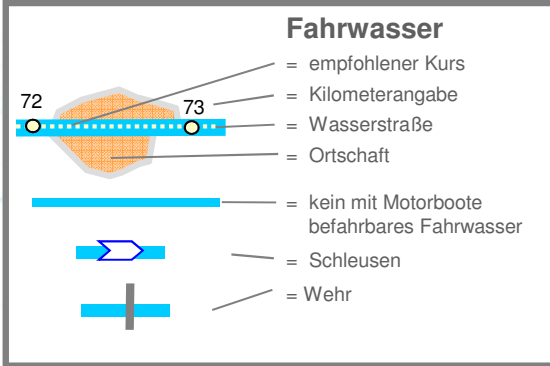 Fahrwasser
= empfohlener Kurs
72
73
= Kilometerangabe
= Wasserstraße
= Ortschaft
= kein mit Motorboote
befahrbares Fahrwasser
= Schleusen
= Wehr